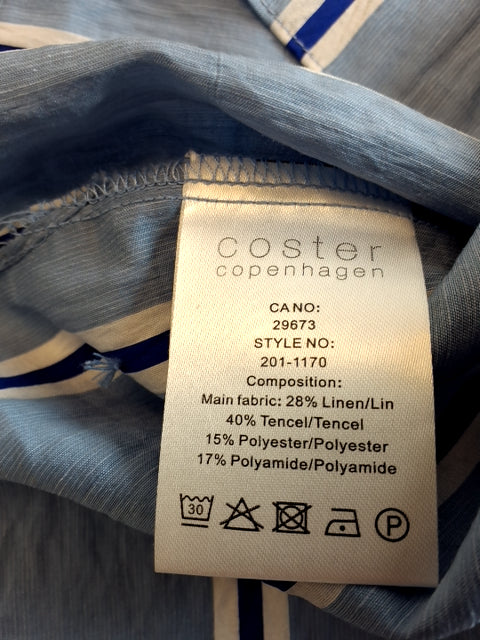 coster
copenhagen
CA NO:
29673
STYLE NO:
201-1170
Composition:
Main fabric: 28% Linen/Lin
40% Tencel/Tencel
15% Polyester/Polyester
17% Polyamide/Polyamide
30 P